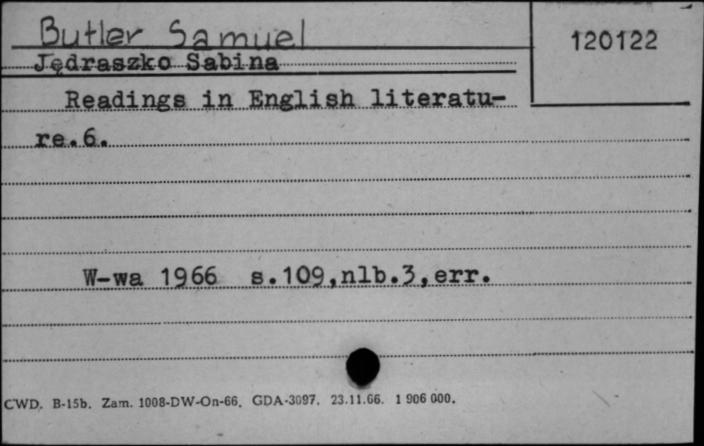 Butler Samuel
120122
Jędraszko Sabina
Readings in English literatu-
re.6.
W-wa 1966 s.109,nlb.3,err.
CWD. B-15b. Zam. 1008-DW-On-66. GDA-3097. 23.11.66. 1 906 000.